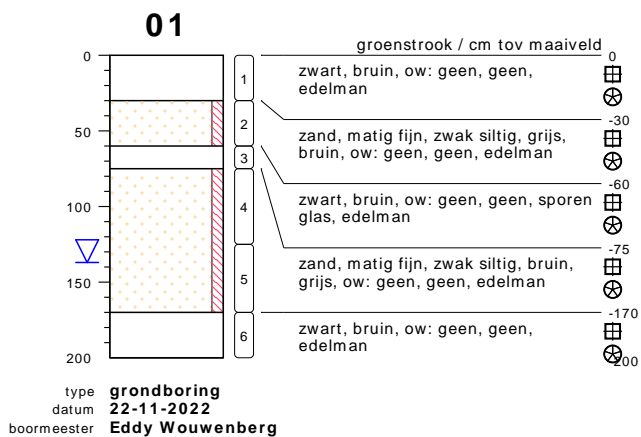 01
groenstrook / cm tov maaiveld
0
0
1
zwart, bruin, ow: geen, geen,
edelman
-30
50
2
zand, matig fijn, zwak siltig, grijs,
bruin, ow: geen, geen, edelman
-60
3
zwart, bruin, ow: geen, geen, sporen
glas, edelman
100
4
-75
zand, matig fijn, zwak siltig, bruin,
grijs, ow: geen, geen, edelman
150
5
-170
zwart, bruin, ow: geen, geen,
edelman
6
200
-200
type grondboring
datum 22-11-2022
boormeester Eddy Wouwenberg